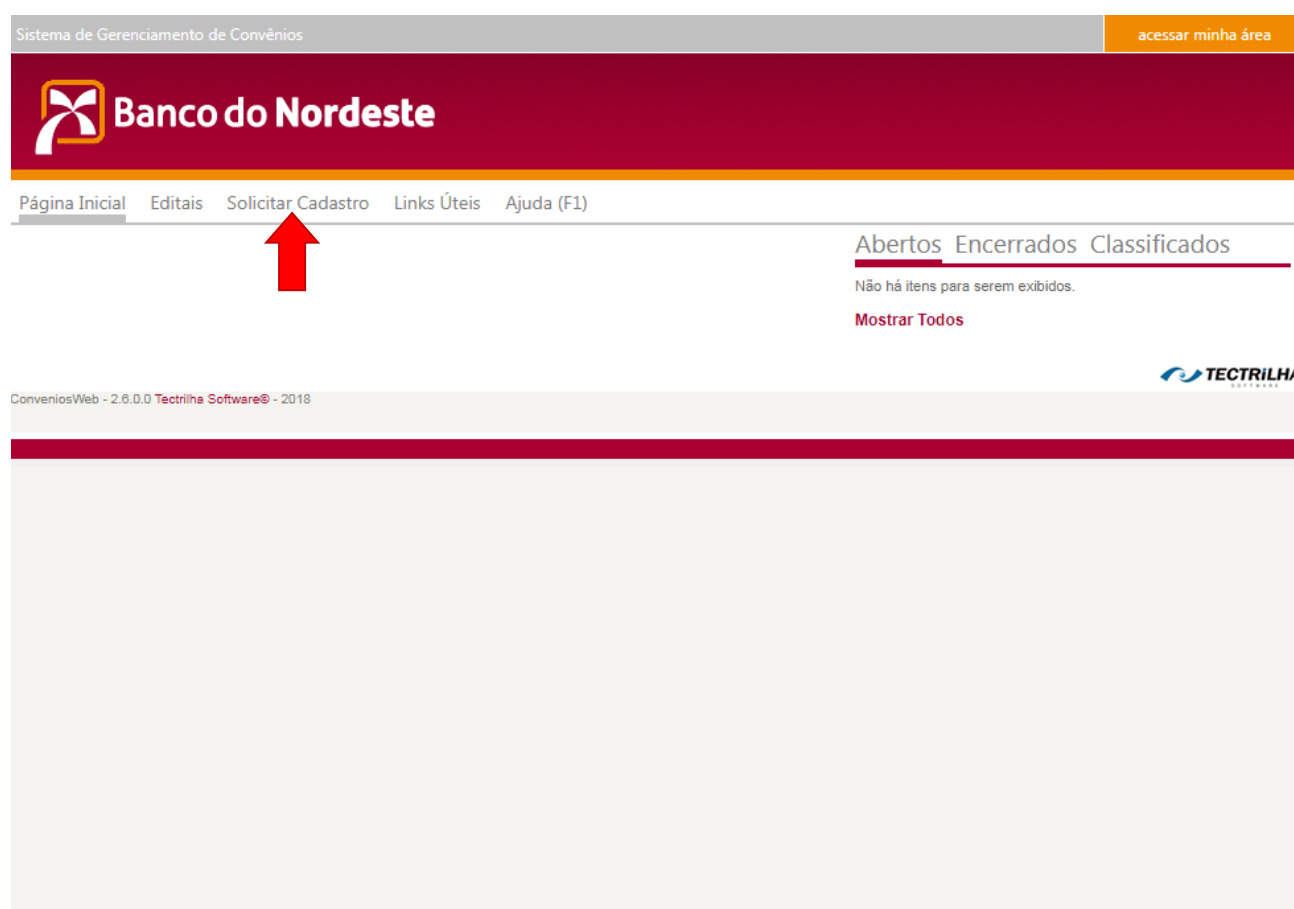 Sistema de Gerenciamento de Convênios
acessar minha área
Banco do Nordeste
Página Inicial Editais Solicitar Cadastro Links Úteis Ajuda (F1)
Abertos Encerrados Classificados
Não há itens para serem exibidos.
Mostrar Todos
TECTRiLHA
ConveniosWeb - 2.6.0.0 Tectrilha Software® - 2018